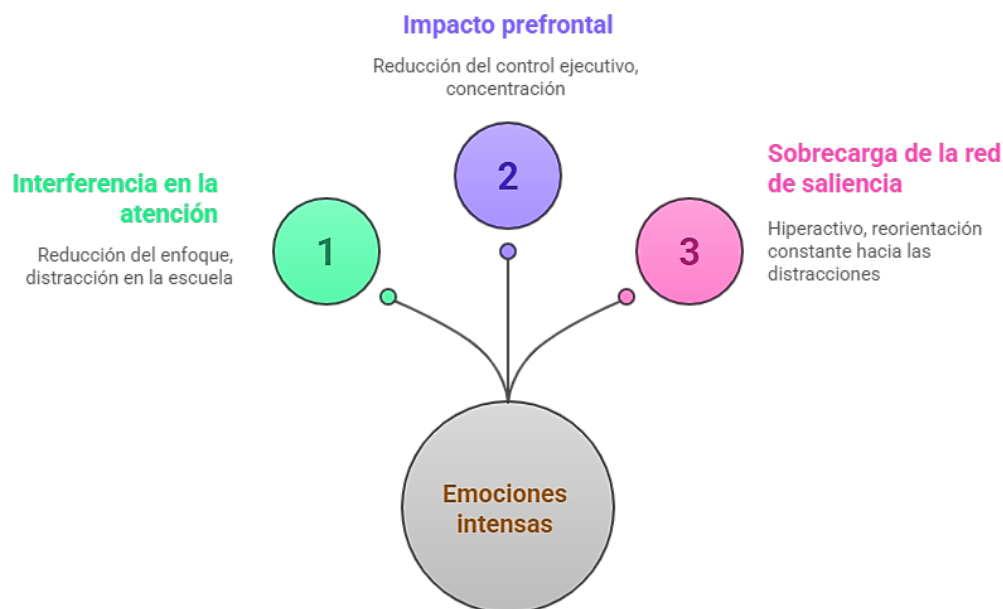 Impacto prefrontal
Reducción del control ejecutivo,
concentración
2
Interferencia en la
atención
Reducción del enfoque,
distracción en la escuela
1
Sobrecarga de la red
de saliencia
Hiperactivo, reorientación
constante hacia las
distracciones
3
Emociones
intensas